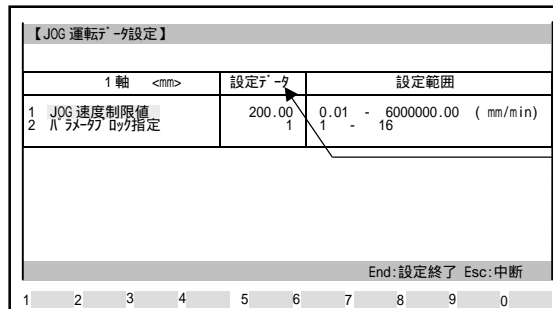 【JOG 運転ﾃﾞｰﾀ設定】
1 軸 <mm> 設定ﾃﾞｰﾀ 設定範囲
1 JOG 速度制限値 200.00 0.01 - 6000000.00 ( mm/min)
2 ﾊﾟﾗﾒｰﾀﾌﾞﾛｯｸ指定 1 1 - 16
End:設定終了 Esc:中断
1 2 3 4 5 6 7 8 9 0